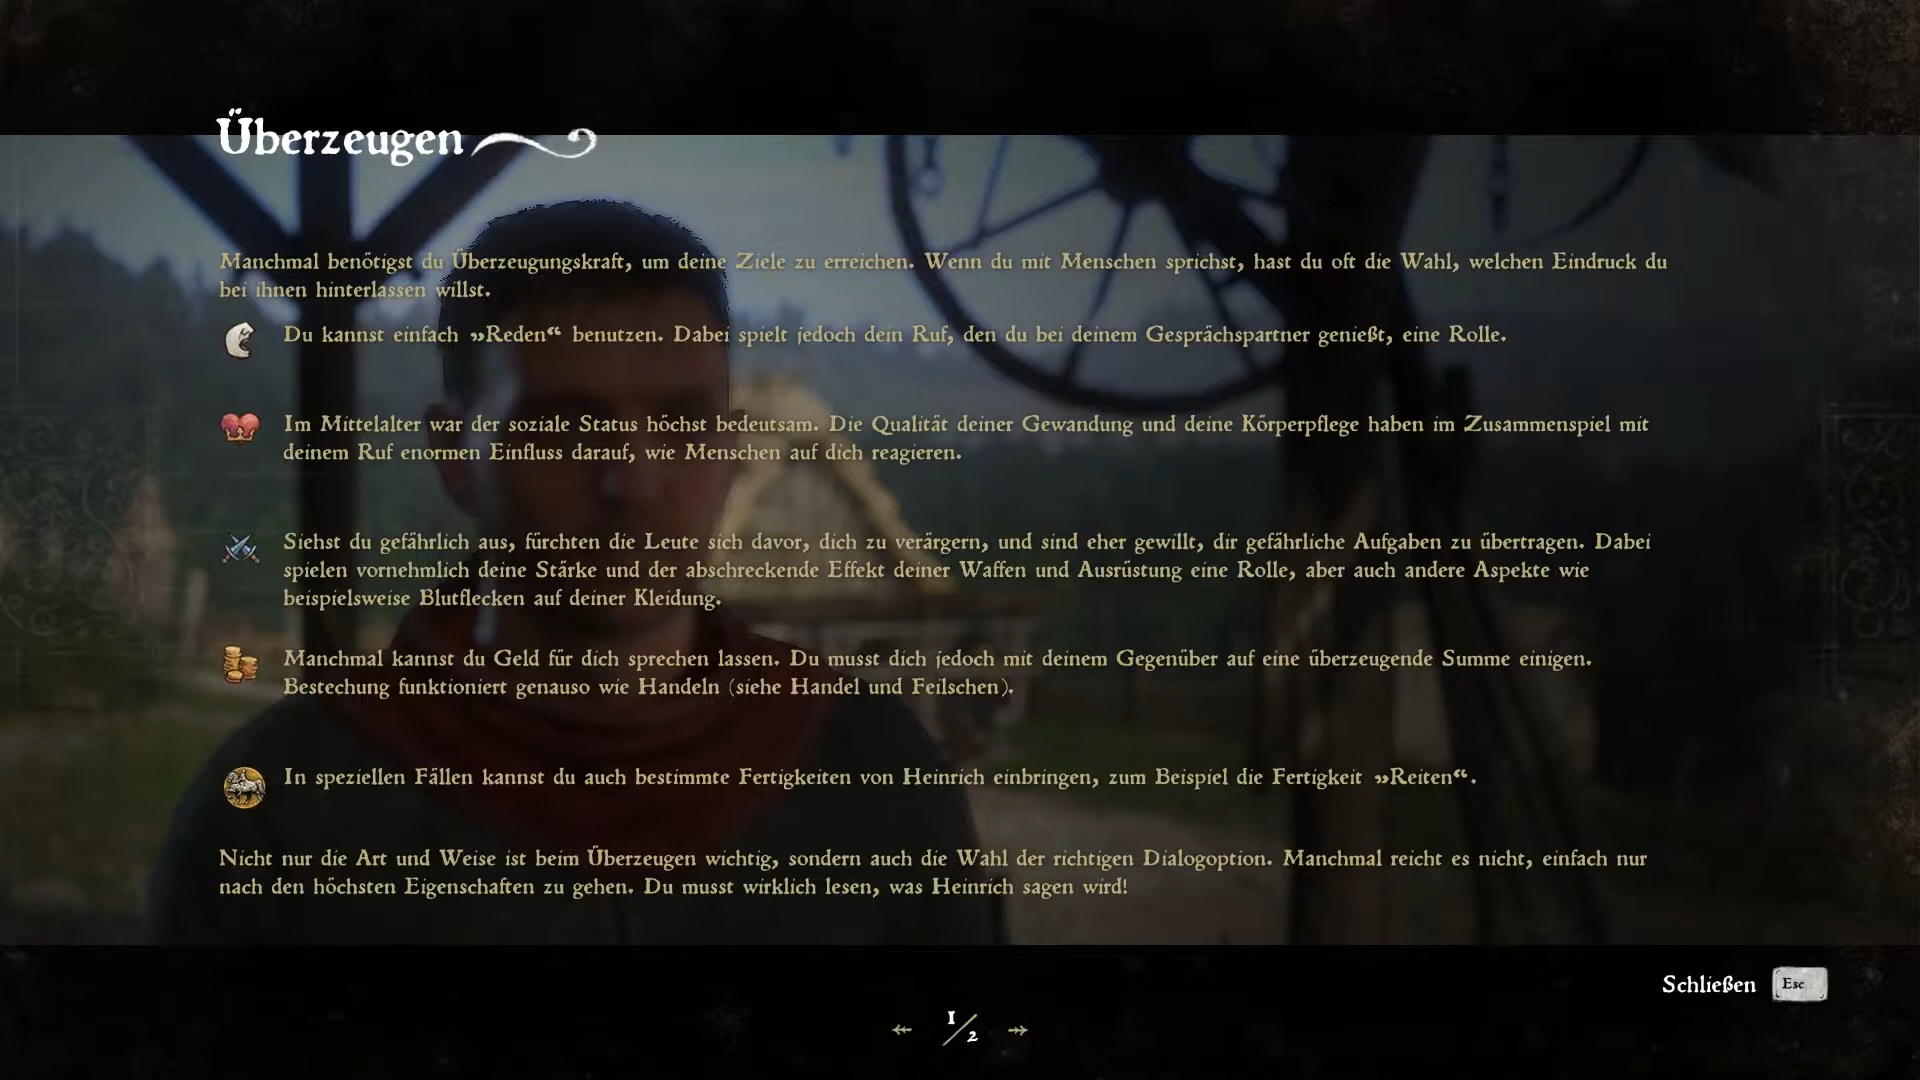 Überzeugen
Manchmal benötigst du Überzeugungskraft, um deine Ziele zu erreichen. Wenn du mit Menschen sprichst, hast du oft die Wahl, welchen Eindruck du
bei ihnen hinterlassen willst.
Du kannst einfach »Reden“ benutzen. Dabei spielt jedoch dein Ruf, den du bei deinem Gesprächspartner genießt, eine Rolle.
Im Mittelalter war der soziale Status höchst bedeutsam. Die Qualität deiner Gewandung und deine Körperpflege haben im Zusammenspiel mit
deinem Ruf enormen Einfluss darauf, wie Menschen auf dich reagieren.
Siehst du gefährlich aus, fürchten die Leute sich davor, dich zu verärgern, und sind eher gewillt, dir gefährliche Aufgaben zu übertragen. Dabei
spielen vornehmlich deine Stärke und der abschreckende Effekt deiner Waffen und Ausrüstung eine Rolle, aber auch andere Aspekte wie
beispielsweise Blutflecken auf deiner Kleidung.
Manchmal kannst du Geld für dich sprechen lassen. Du musst dich jedoch mit deinem Gegenüber auf eine überzeugende Summe einigen.
Bestechung funktioniert genauso wie Handeln (siehe Handel und Feilschen).
In speziellen Fällen kannst du auch bestimmte Fertigkeiten von Heinrich einbringen, zum Beispiel die Fertigkeit »Reiten“.
Nicht nur die Art und Weise ist beim Überzeugen wichtig, sondern auch die Wahl der richtigen Dialogoption. Manchmal reicht es nicht, einfach nur
nach den höchsten Eigenschaften zu gehen. Du musst wirklich lesen, was Heinrich sagen wird!
Schließen Esc
1/2